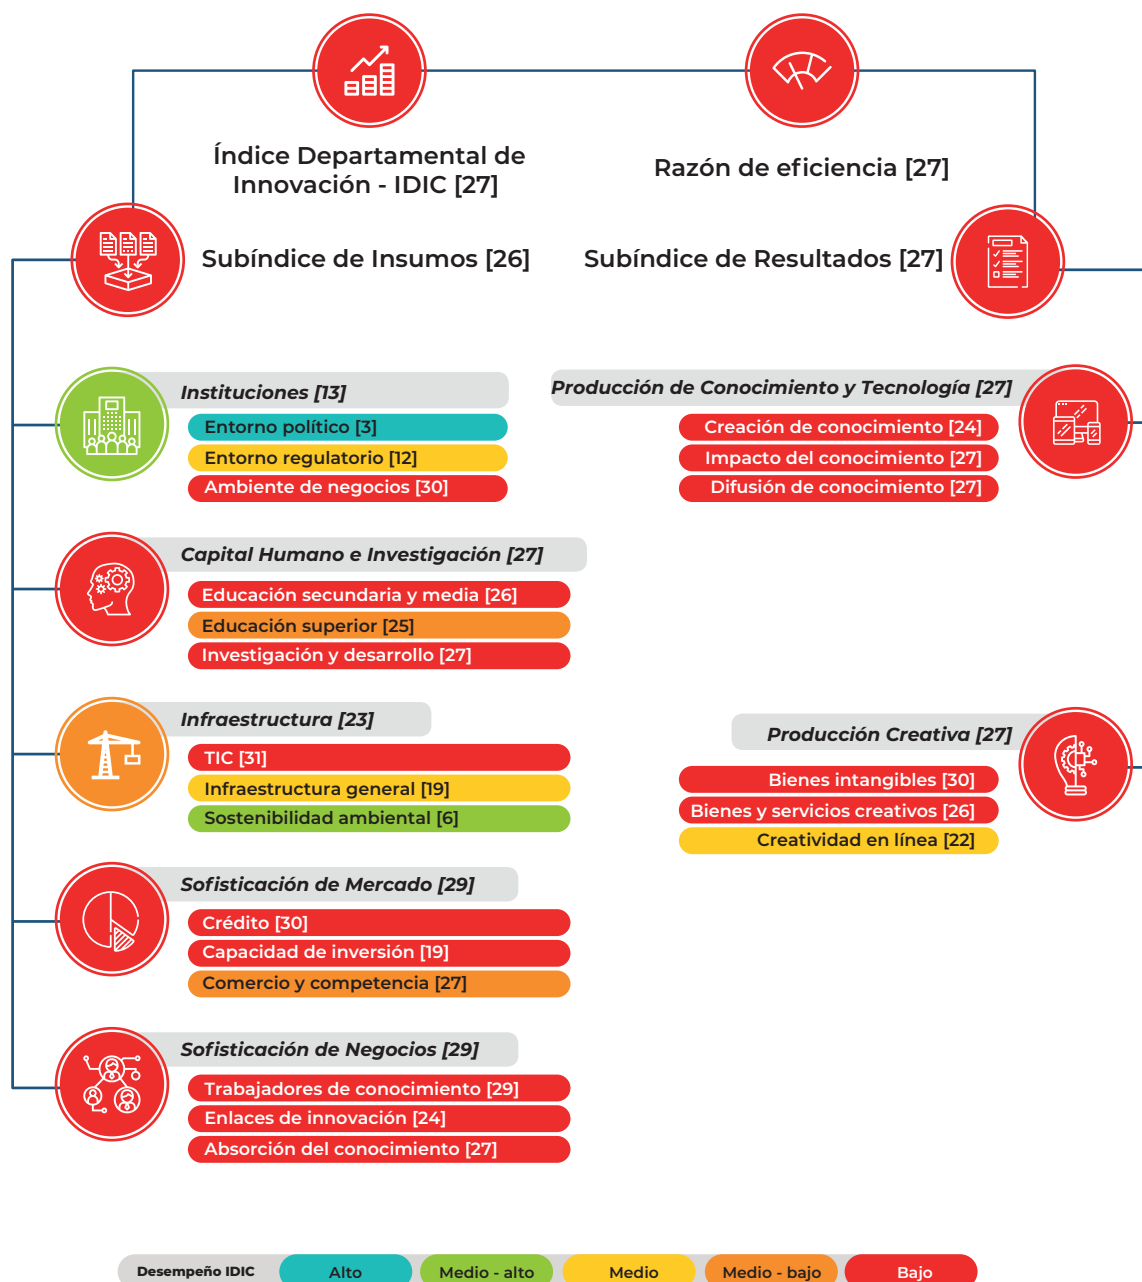 Índice Departamental de
Innovación - IDIC [27]
Razón de eficiencia [27]
Subíndice de Insumos [26]
Subíndice de Resultados [27]
Instituciones [13]
Entorno político [3]
Entorno regulatorio [12]
Ambiente de negocios [30]
Capital Humano e Investigación [27]
Educación secundaria y media [26]
Educación superior [25]
Investigación y desarrollo [27]
Infraestructura [23]
TIC [31]
Infraestructura general [19]
Sostenibilidad ambiental [6]
Sofisticación de Mercado [29]
Crédito [30]
Capacidad de inversión [19]
Comercio y competencia [27]
Sofisticación de Negocios [29]
Trabajadores de conocimiento [29]
Enlaces de innovación [24]
Absorción del conocimiento [27]
Producción de Conocimiento y Tecnología [27]
Creación de conocimiento [24]
Impacto del conocimiento [27]
Difusión de conocimiento [27]
Producción Creativa [27]
Bienes intangibles [30]
Bienes y servicios creativos [26]
Creatividad en línea [22]
Desempeño IDIC
Alto
Medio - alto
Medio
Medio - bajo
Bajo